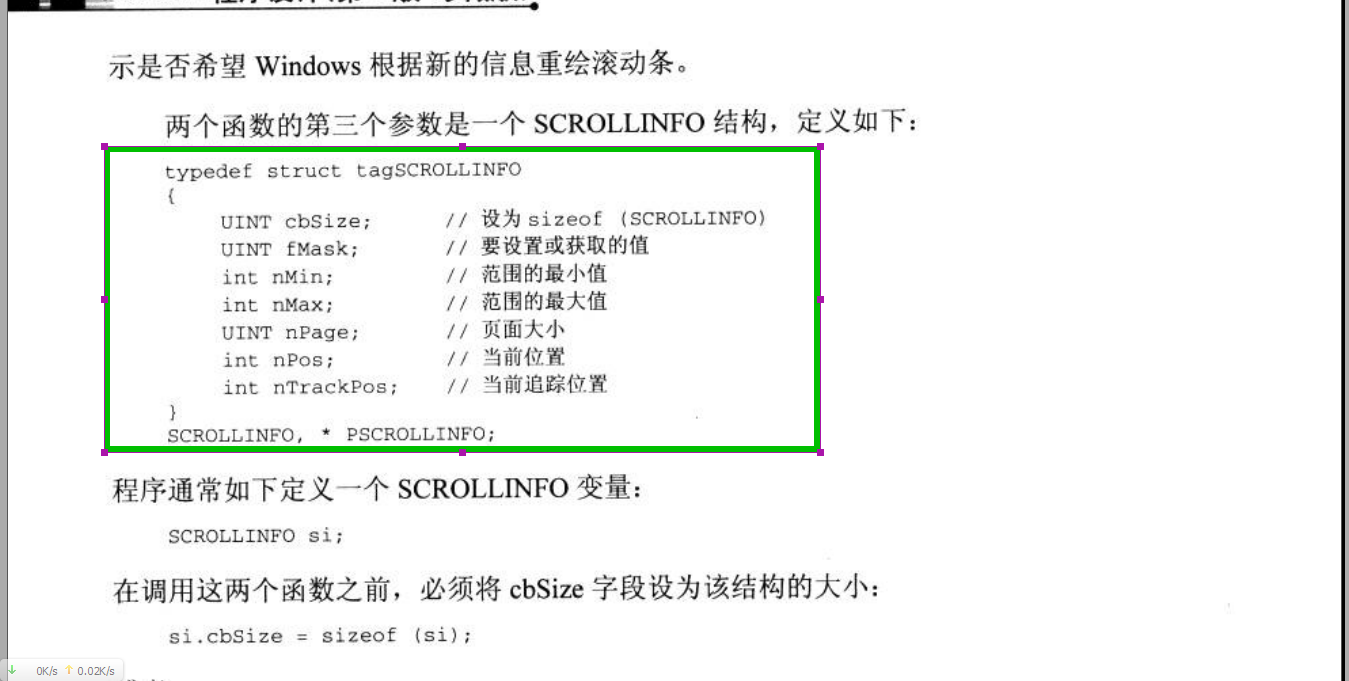 示是否希望 Windows 根据新的信息重绘滚动条。
两个函数的第三个参数是一个 SCROLLINFO 结构，定义如下：
typedef struct tagSCROLLINFO
{
UINT cbSize; // 设为 sizeof (SCROLLINFO)
UINT fMask; // 要设置或获取的值
int nMin; // 范围的最小值
int nMax; // 范围的最大值
UINT nPage; // 页面大小
int nPos; // 当前位置
int nTrackPos; // 当前追踪位置
}
SCROLLINFO, * PSCROLLINFO;
程序通常如下定义一个 SCROLLINFO 变量：
SCROLLINFO si;
在调用这两个函数之前，必须将 cbSize 字段设为该结构的大小：
si.cbSize = sizeof (si);
↓ 0K/s ↑ 0.02K/s